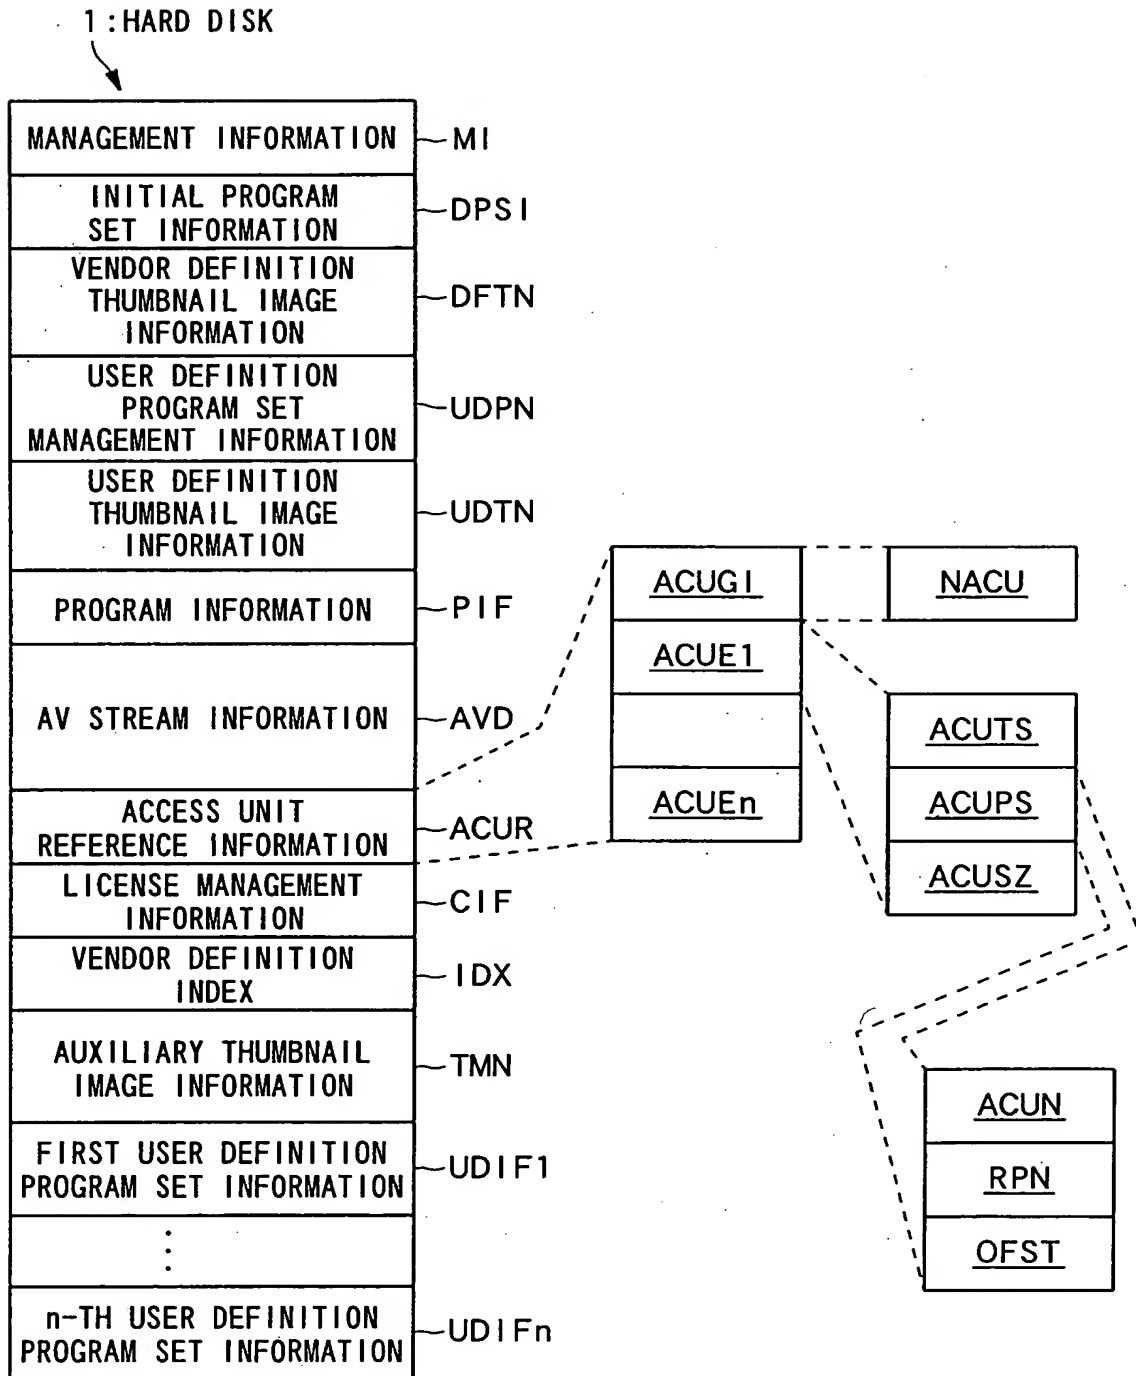 1:HARD DISK
MANAGEMENT INFORMATION
MI
INITIAL PROGRAM
SET INFORMATION
DPSI
VENDOR DEFINITION
THUMBNAIL IMAGE
INFORMATION
DFTN
USER DEFINITION
PROGRAM SET
MANAGEMENT INFORMATION
UDPN
USER DEFINITION
THUMBNAIL IMAGE
INFORMATION
UDTN
PROGRAM INFORMATION
PIF
AV STREAM INFORMATION
AVD
ACCESS UNIT
REFERENCE INFORMATION
ACUR
LICENSE MANAGEMENT
INFORMATION
CIF
VENDOR DEFINITION
INDEX
IDX
AUXILIARY THUMBNAIL
IMAGE INFORMATION
TMN
FIRST USER DEFINITION
PROGRAM SET INFORMATION
UDIF1
n-TH USER DEFINITION
PROGRAM SET INFORMATION
UDIFn
ACUGI
ACUE1
ACUEn
NACU
ACUTS
ACUPS
ACUSZ
ACUN
RPN
OFST